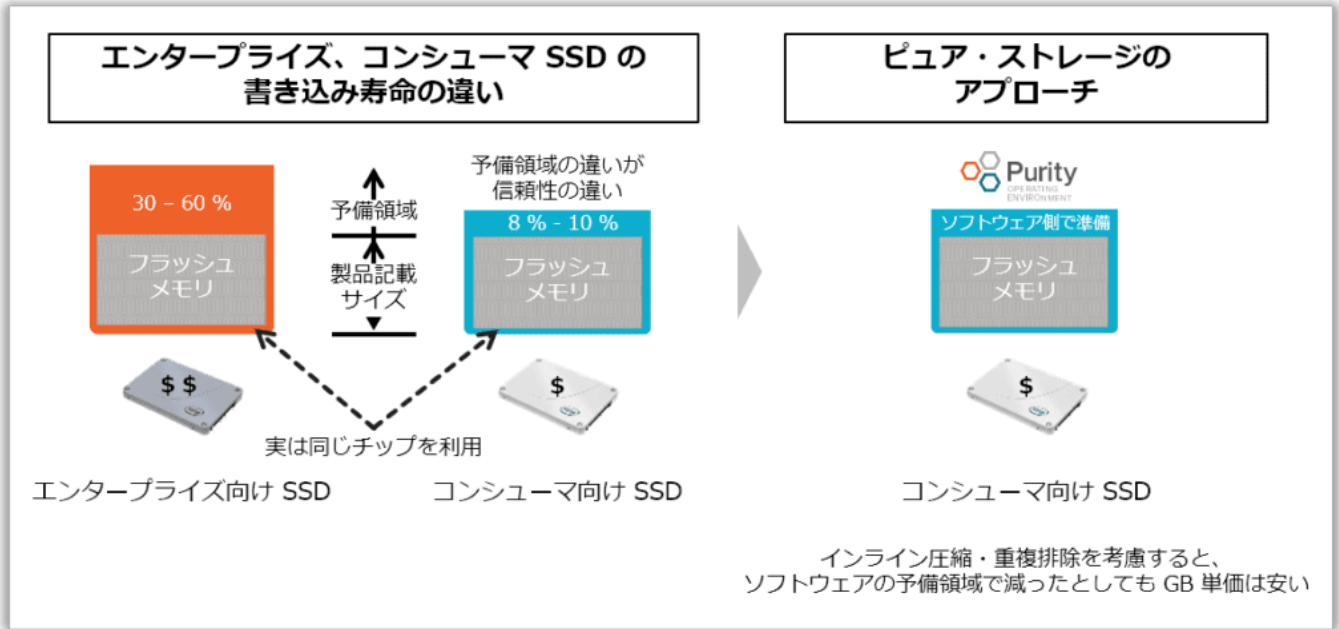 エンタープライズ、コンシューマ SSD の
書き込み寿命の違い
30 – 60 %
フラッシュ
メモリ
予備領域
製品記載
サイズ
予備領域の違いが
信頼性の違い
8 % - 10 %
フラッシュ
メモリ
$ $
$
実は同じチップを利用
エンタープライズ向け SSD
コンシューマ向け SSD
ピュア・ストレージの
アプローチ
Purity
OPERATING
ENVIRONMENT
ソフトウェア側で準備
フラッシュ
メモリ
$
コンシューマ向け SSD
インライン圧縮・重複排除を考慮すると、
ソフトウェアの予備領域で減ったとしても GB 単価は安い